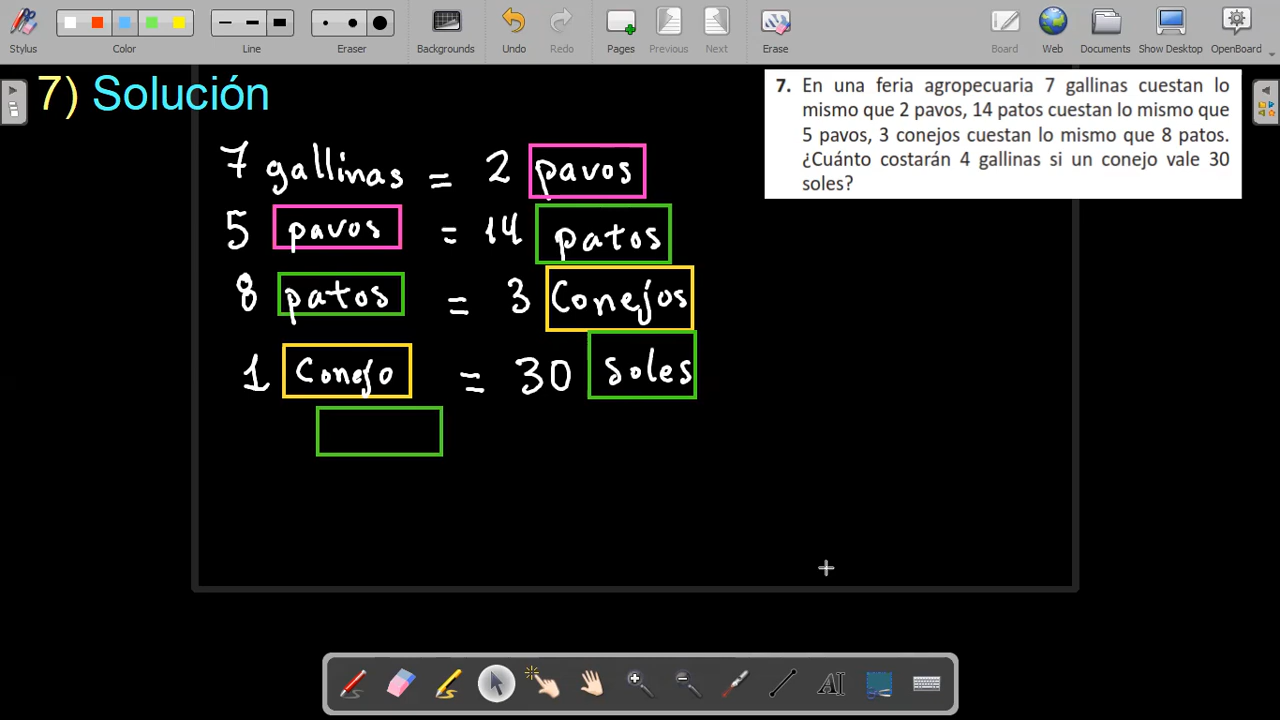 Stylus
Color
Line
Eraser
Backgrounds
Undo
Redo
Pages
Previous
Next
Erase
Board
Web
Documents
Show Desktop
OpenBoard
7) Solución
7. En una feria agropecuaria 7 gallinas cuestan lo
mismo que 2 pavos, 14 patos cuestan lo mismo que
5 pavos, 3 conejos cuestan lo mismo que 8 patos.
¿Cuánto costarán 4 gallinas si un conejo vale 30
soles?
7 gallinas = 2 pavos
5 pavos = 14 patos
8 patos = 3 Conejos
1 Conejo = 30 Soles